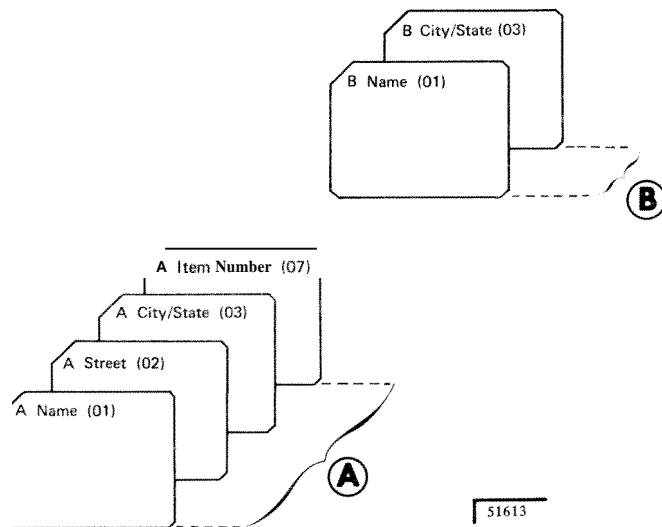 B City/State (03)
B Name (01)
B
A Item Number (07)
A City/State (03)
A Street (02)
A Name (01)
A
51613